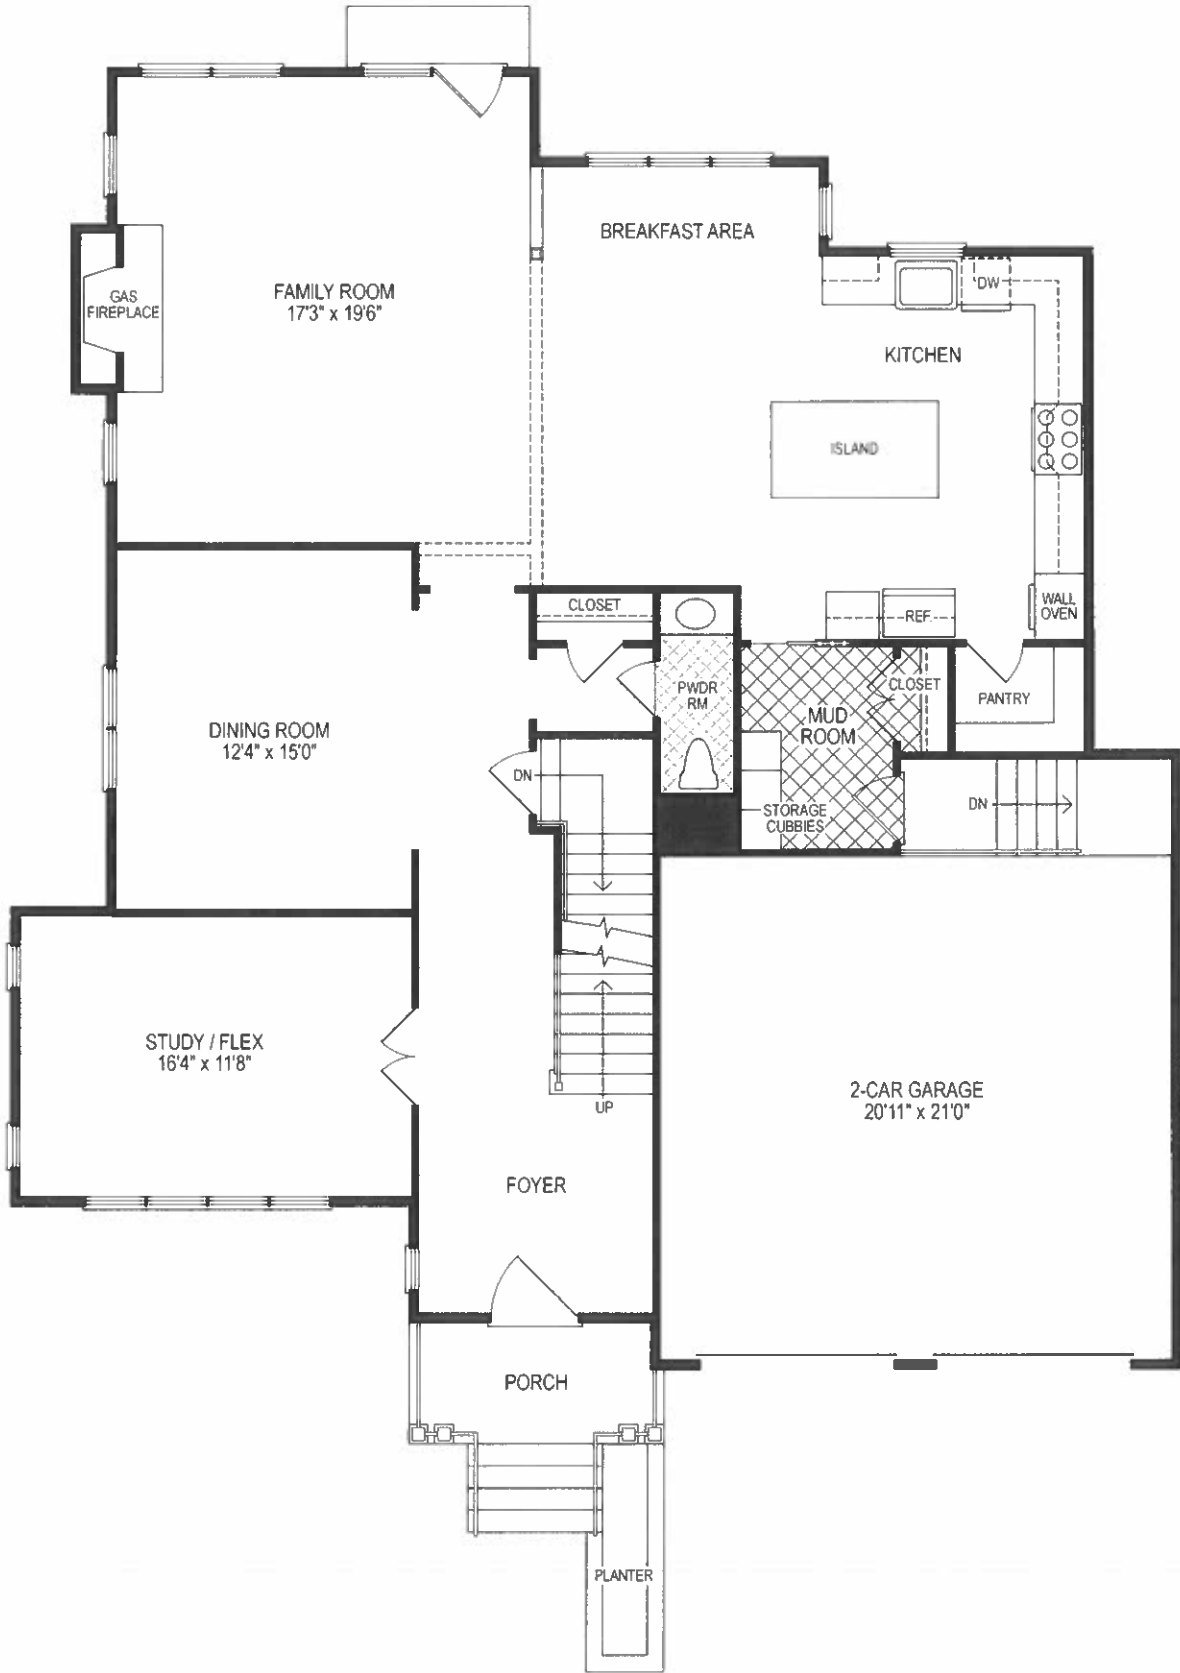 BREAKFAST AREA
GAS
FIREPLACE
FAMILY ROOM
17'3" x 19'6"
DW
KITCHEN
ISLAND
CLOSET
WALL
OVEN
REF.
PWDR
RM
CLOSET
PANTRY
MUD
ROOM
DINING ROOM
12'4" x 15'0"
DN
DN
STORAGE
CUBBIES
STUDY / FLEX
16'4" x 11'8"
2-CAR GARAGE
20'11" x 21'0"
UP
FOYER
PORCH
PLANTER